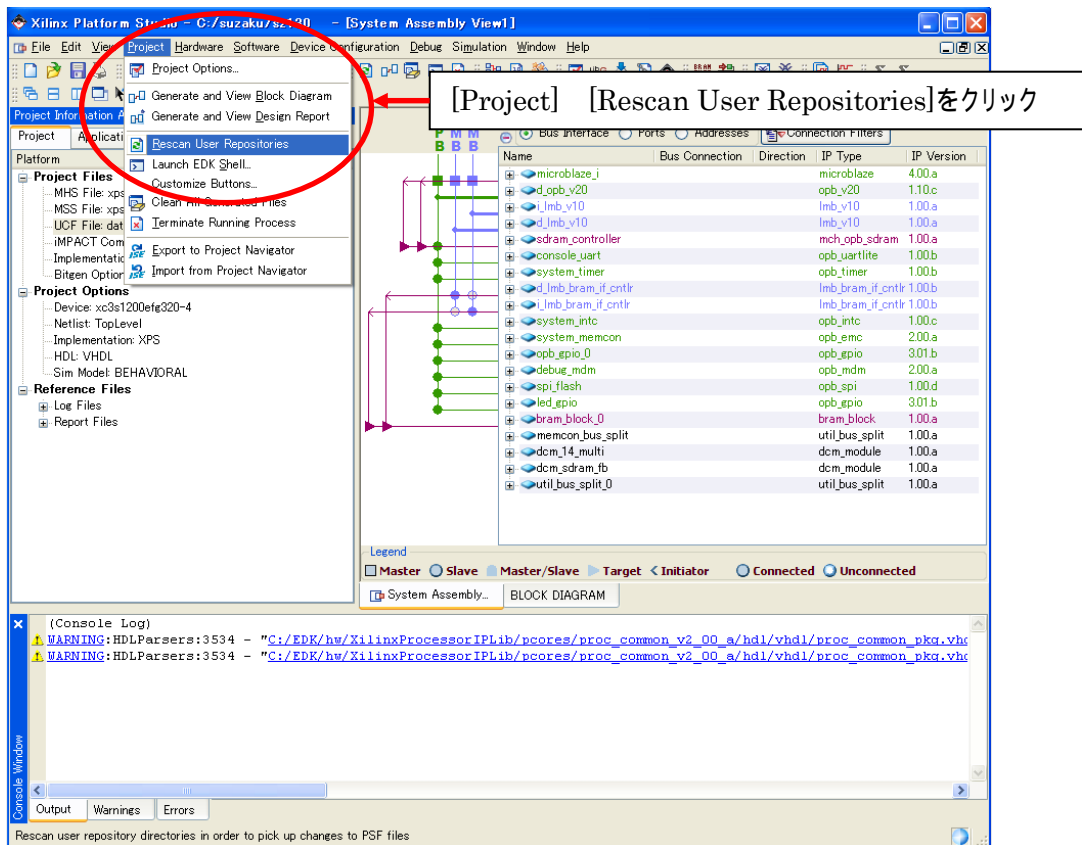 Xilinx Platform Studio - C:/suzaku/sz130 - [System Assembly View1]
File Edit View Project Hardware Software Device Configuration Debug Simulation Window Help
Project Options...
Generate and View Block Diagram
Generate and View Design Report
Rescan User Repositories
Launch EDK Shell...
Customize Buttons...
Clean All Generated Files
Terminate Running Process
Export to Project Navigator
Import from Project Navigator
[Project] [Rescan User Repositories]をクリック
Project Information A
Project Applicati
Platform
Project Files
MHS File: xps
MSS File: xps
UCF File: dat
iMPACT Com
Implementatic
Bitgen Option
Project Options
Device: xc3s1200efg320-4
Netlist: TopLevel
Implementation: XPS
HDL: VHDL
Sim Model: BEHAVIORAL
Reference Files
Log Files
Report Files
P M M
B B B
Bus Interface Ports Addresses Connection Filters
Name Bus Connection Direction IP Type IP Version
microblaze_i microblaze 4.00.a
d_opb_v20 opb_v20 1.10.c
i_lmb_v10 lmb_v10 1.00.a
d_lmb_v10 lmb_v10 1.00.a
sdram_controller mch_opb_sdram 1.00.a
console_uart opb_uartlite 1.00.b
system_timer opb_timer 1.00.b
d_lmb_bram_if_cntlr lmb_bram_if_cntlr 1.00.b
i_lmb_bram_if_cntlr lmb_bram_if_cntlr 1.00.b
system_intc opb_intc 1.00.c
system_memcon opb_emc 2.00.a
opb_gpio_0 opb_gpio 3.01.b
debug_mdm opb_mdm 2.00.a
spi_flash opb_spi 1.00.d
led_gpio opb_gpio 3.01.b
bram_block_0 bram_block 1.00.a
memcon_bus_split util_bus_split 1.00.a
dcm_14_multi dcm_module 1.00.a
dcm_sdram_fb dcm_module 1.00.a
util_bus_split_0 util_bus_split 1.00.a
Legend
Master Slave Master/Slave Target Initiator Connected Unconnected
System Assembly... BLOCK DIAGRAM
(Console Log)
WARNING:HDLParsers:3534 - "C:/EDK/hw/XilinxProcessorIPLib/pcores/proc_common_v2_00_a/hdl/vhdl/proc_common_pkg.vhd
WARNING:HDLParsers:3534 - "C:/EDK/hw/XilinxProcessorIPLib/pcores/proc_common_v2_00_a/hdl/vhdl/proc_common_pkg.vhd
Console Window
Output Warnings Errors
Rescan user repository directories in order to pick up changes to PSF files